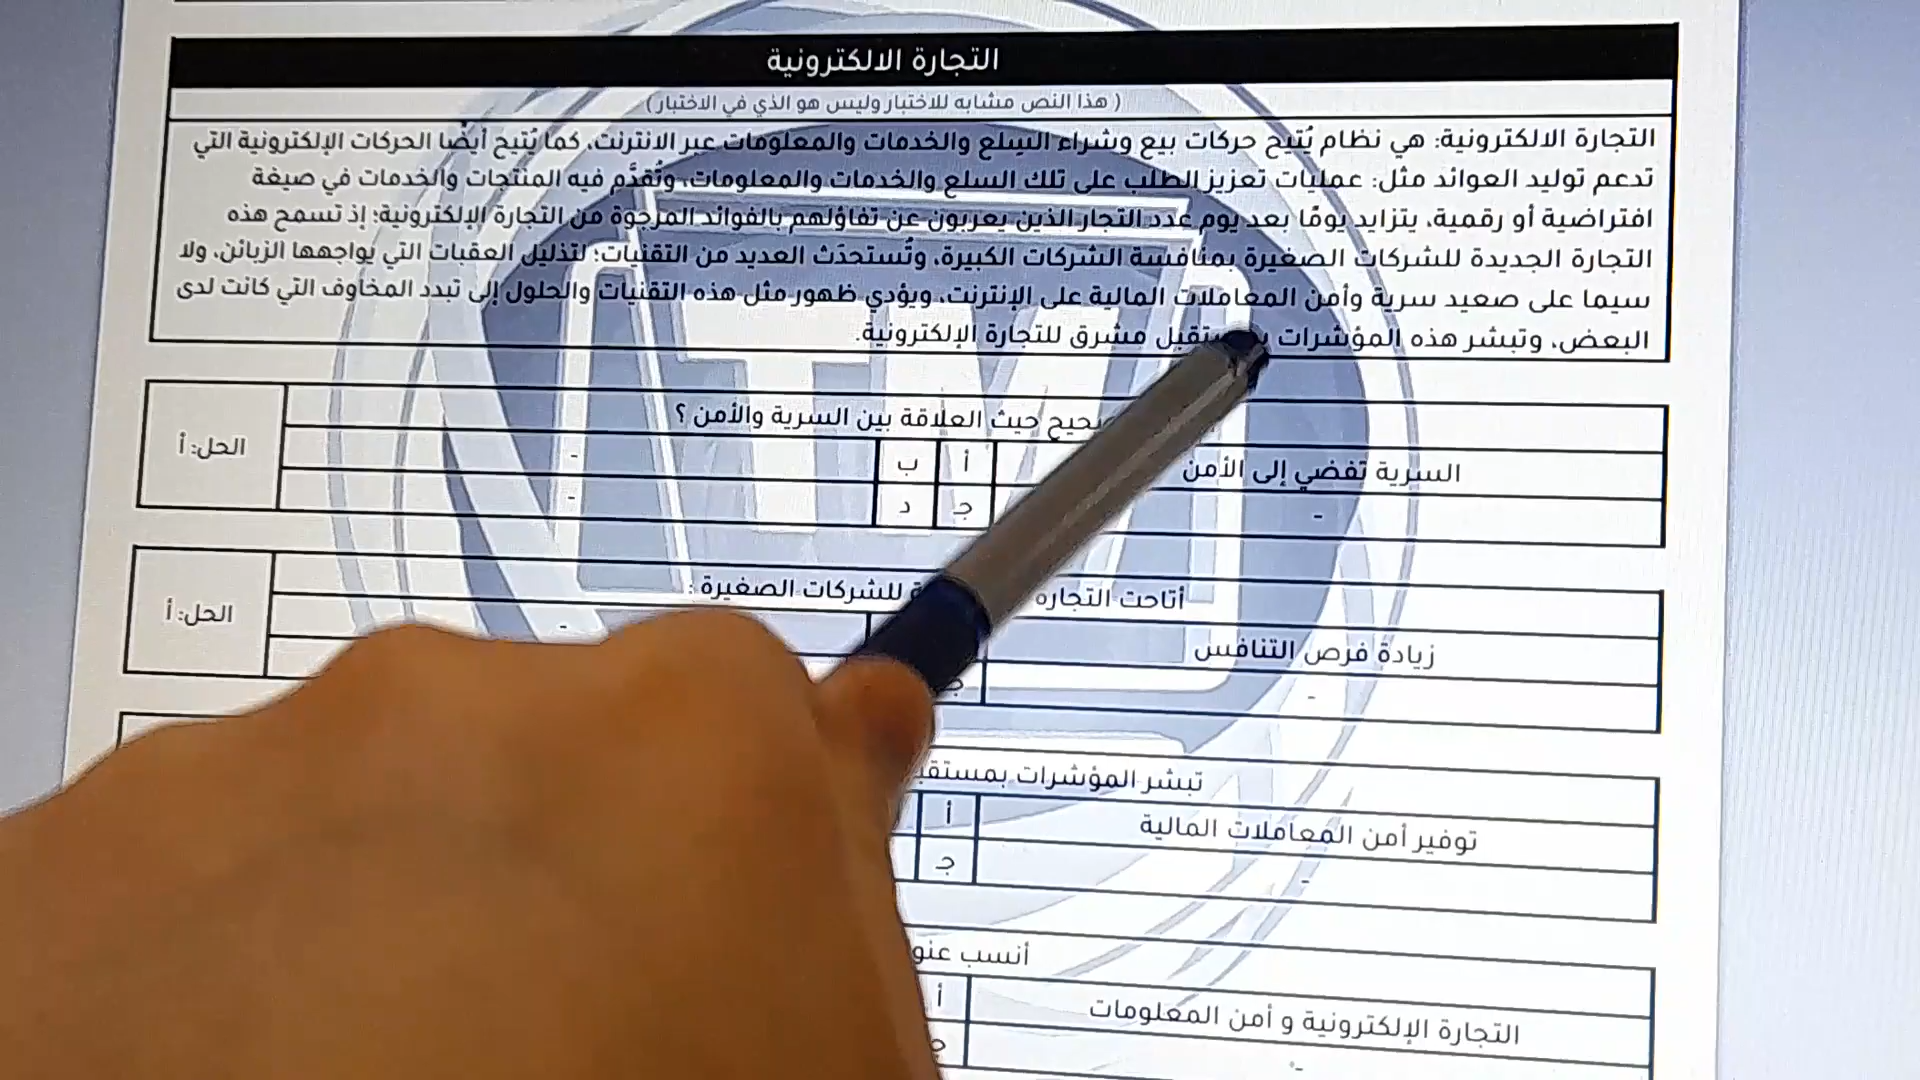 التجارة الالكترونية
( هذا النص مشابه للاختبار وليس هو الذي في الاختبار )
التجارة الالكترونية: هي نظام يُتيح حركات بيع وشراء السلع والخدمات والمعلومات عبر الانترنت، كما يُتيح أيضًا الحركات الإلكترونية التي
تدعم توليد العوائد مثل: عمليات تعزيز الطلب على تلك السلع والخدمات والمعلومات، وتُقدَّم فيه المنتجات والخدمات في صيغة
افتراضية أو رقمية، يتزايد يومًا بعد يوم عدد التجار الذين يعربون عن تفاؤلهم بالفوائد المرجوة من التجارة الإلكترونية؛ إذ تسمح هذه
التجارة الجديدة للشركات الصغيرة بمنافسة الشركات الكبيرة، وتُستحدَث العديد من التقنيات؛ لتذليل العقبات التي يواجهها الزبائن، ولا
سيما على صعيد سرية وأمن المعاملات المالية على الإنترنت، ويؤدي ظهور مثل هذه التقنيات والحلول إلى تبدد المخاوف التي كانت لدى
البعض، وتبشر هذه المؤشرات مشرق للتجارة الإلكترونية.
حيث العلاقة بين السرية والأمن ؟
السرية تفضي إلى الأمن أ ب - الحل: أ
- ج د -
أتاحت التجارة للشركات الصغيرة :
زيادة فرص التنافس - الحل: أ
- ج
تبشر المؤشرات
توفير أمن المعاملات المالية أ
- ج
أنسب
التجارة الإلكترونية و أمن المعلومات أ
- ج